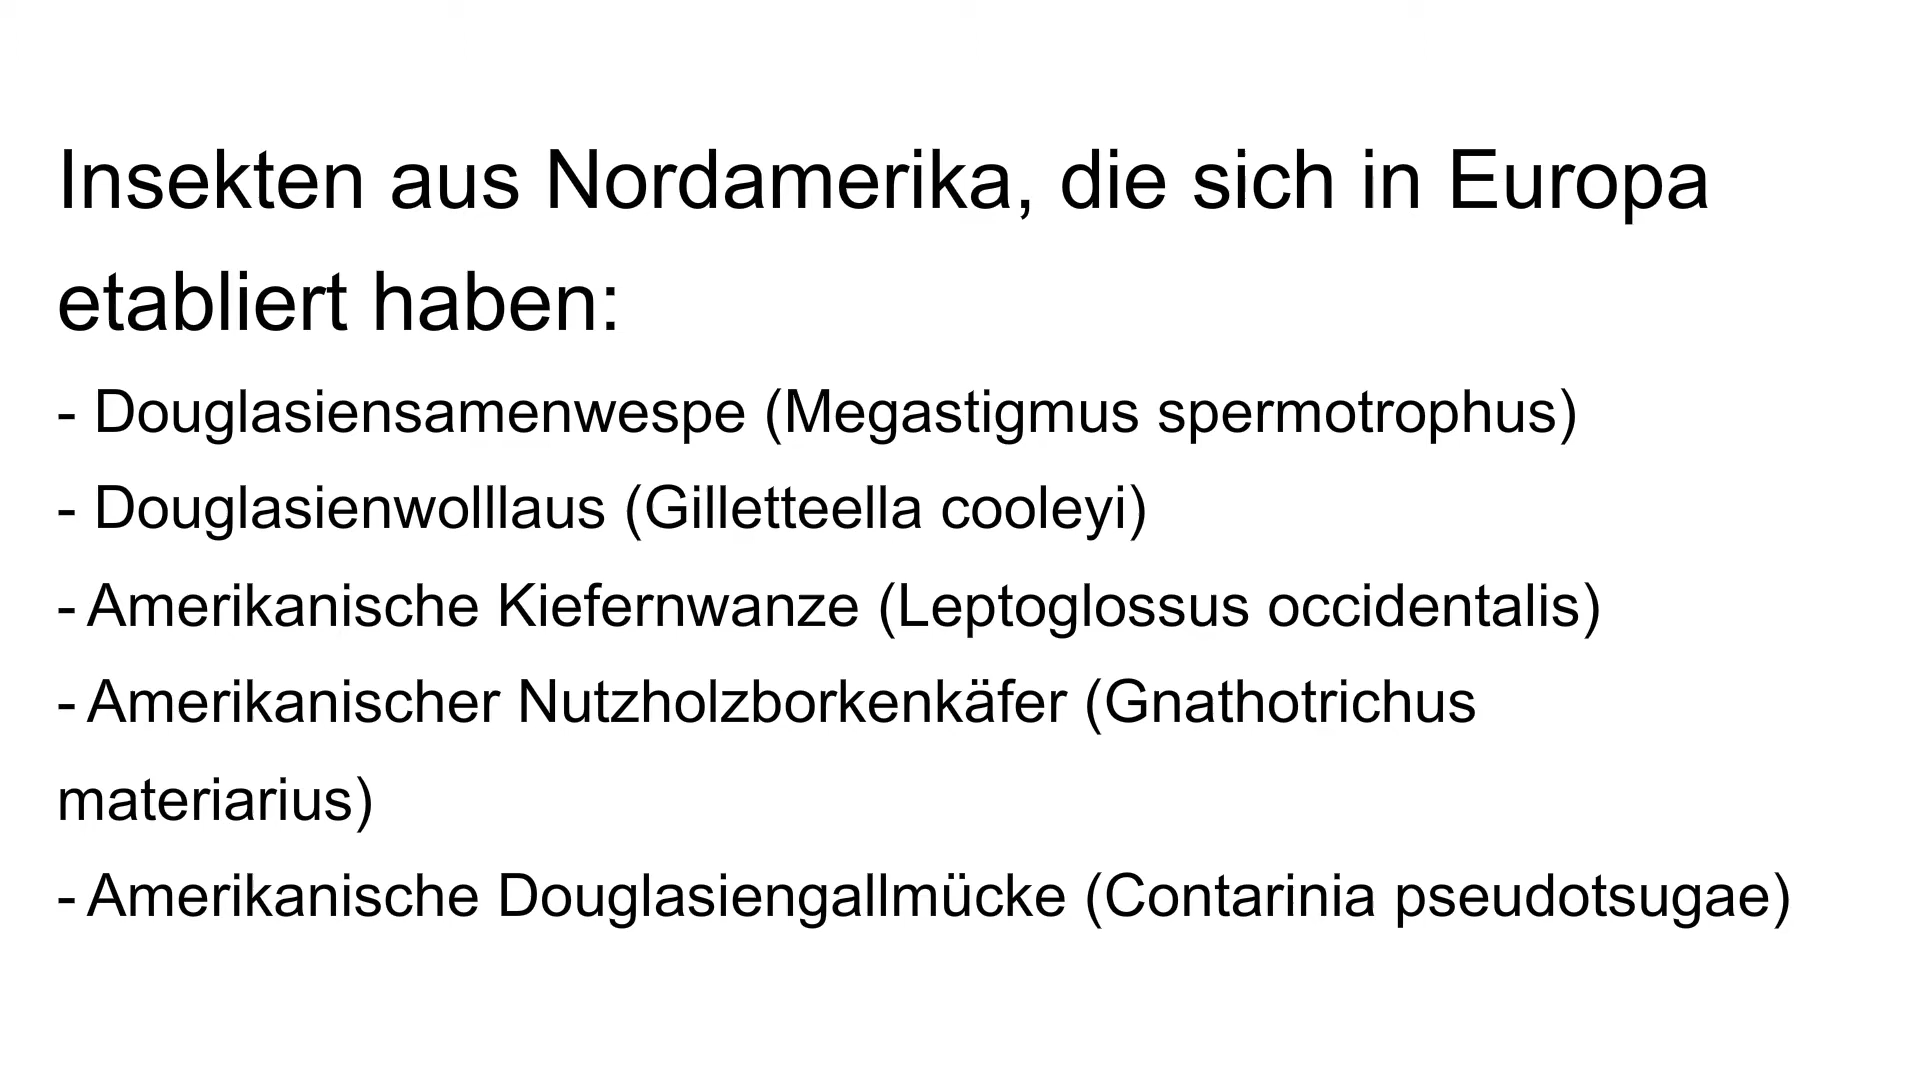 Insekten aus Nordamerika, die sich in Europa
etabliert haben:
- Douglasiensamenwespe (Megastigmus spermotrophus)
- Douglasienwolllaus (Gilletteella cooleyi)
- Amerikanische Kiefernwanze (Leptoglossus occidentalis)
- Amerikanischer Nutzholzborkenkäfer (Gnathotrichus
materiarius)
- Amerikanische Douglasiengallmücke (Contarinia pseudotsugae)